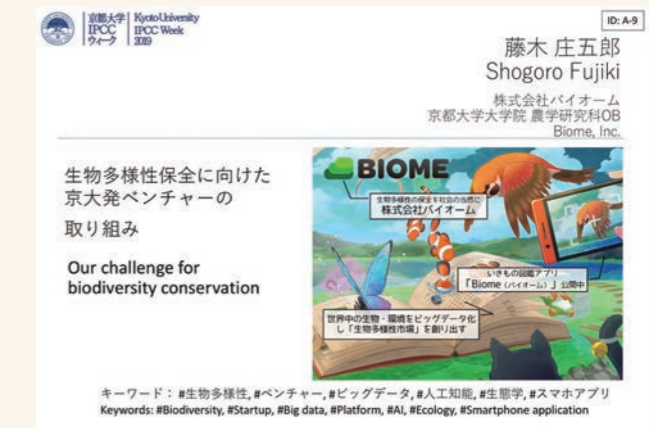 京都大学
IPCC
ウィーク
Kyoto University
IPCC Week
2019
ID: A-9
藤木 庄五郎
Shogoro Fujiki
株式会社バイオーム
京都大学大学院 農学研究科OB
Biome, Inc.
生物多様性保全に向けた
京大発ベンチャーの
取り組み
Our challenge for
biodiversity conservation
BIOME
生物多様性の保全を社会の当然に
株式会社バイオーム
いきもの図鑑アプリ
「Biome（バイオーム）」公開中
世界中の生物・環境をビッグデータ化
し「生物多様性市場」を創り出す
キーワード： #生物多様性, #ベンチャー, #ビッグデータ, #人工知能, #生態学, #スマホアプリ
Keywords: #Biodiversity, #Startup, #Big data, #Platform, #AI, #Ecology, #Smartphone application